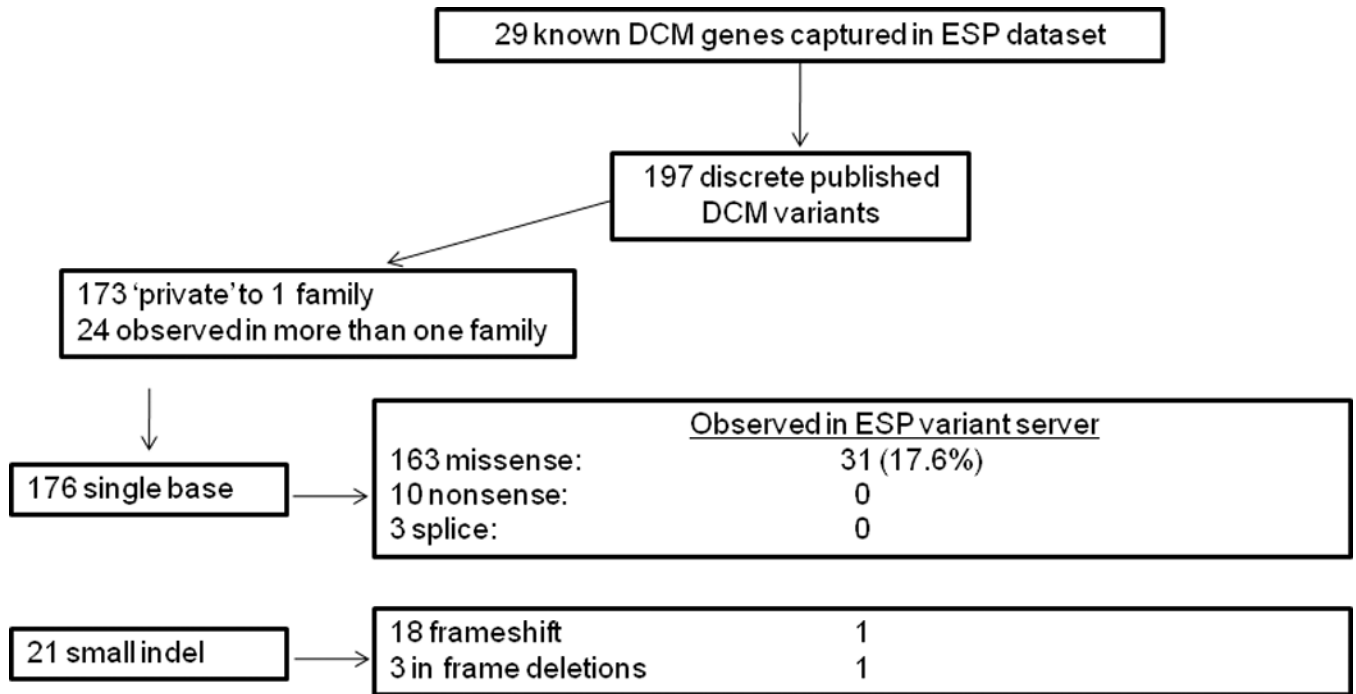 29 known DCM genes captured in ESP dataset
197 discrete published
DCM variants
173 ‘private’ to 1 family
24 observed in more than one family
Observed in ESP variant server
176 single base
163 missense: 31 (17.6%)
10 nonsense: 0
3 splice: 0
21 small indel
18 frameshift 1
3 in frame deletions 1